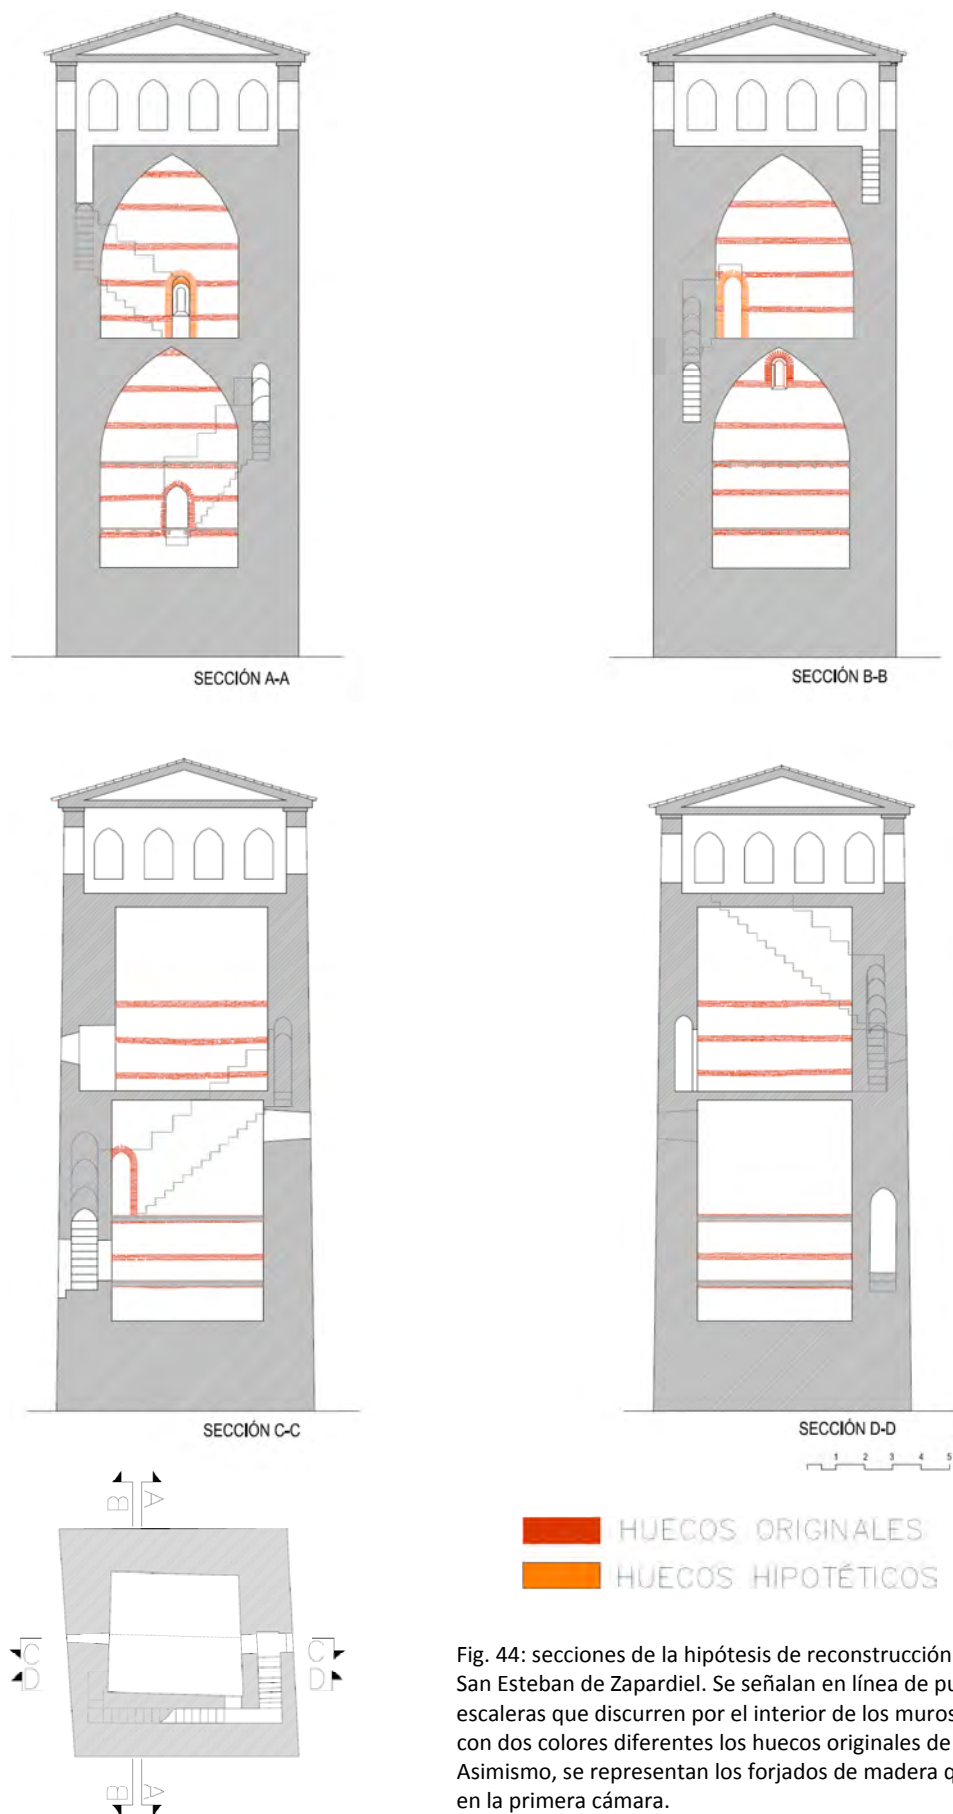 SECCIÓN A-A
SECCIÓN B-B
SECCIÓN C-C
SECCIÓN D-D
1 2 3 4 5
B A
C C
D D
B A
HUECOS ORIGINALES
HUECOS HIPOTÉTICOS
Fig. 44: secciones de la hipótesis de reconstrucción
San Esteban de Zapardiel. Se señalan en línea de pu
escaleras que discurren por el interior de los muros
con dos colores diferentes los huecos originales de
Asimismo, se representan los forjados de madera q
en la primera cámara.